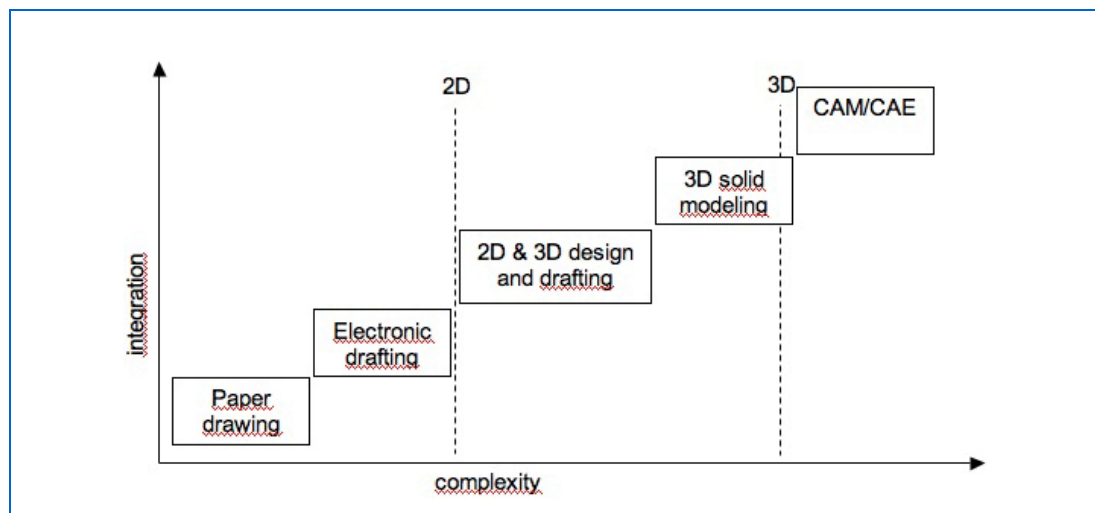 2D
3D
CAM/CAE
3D solid
modeling
2D & 3D design
and drafting
integration
Electronic
drafting
Paper
drawing
complexity